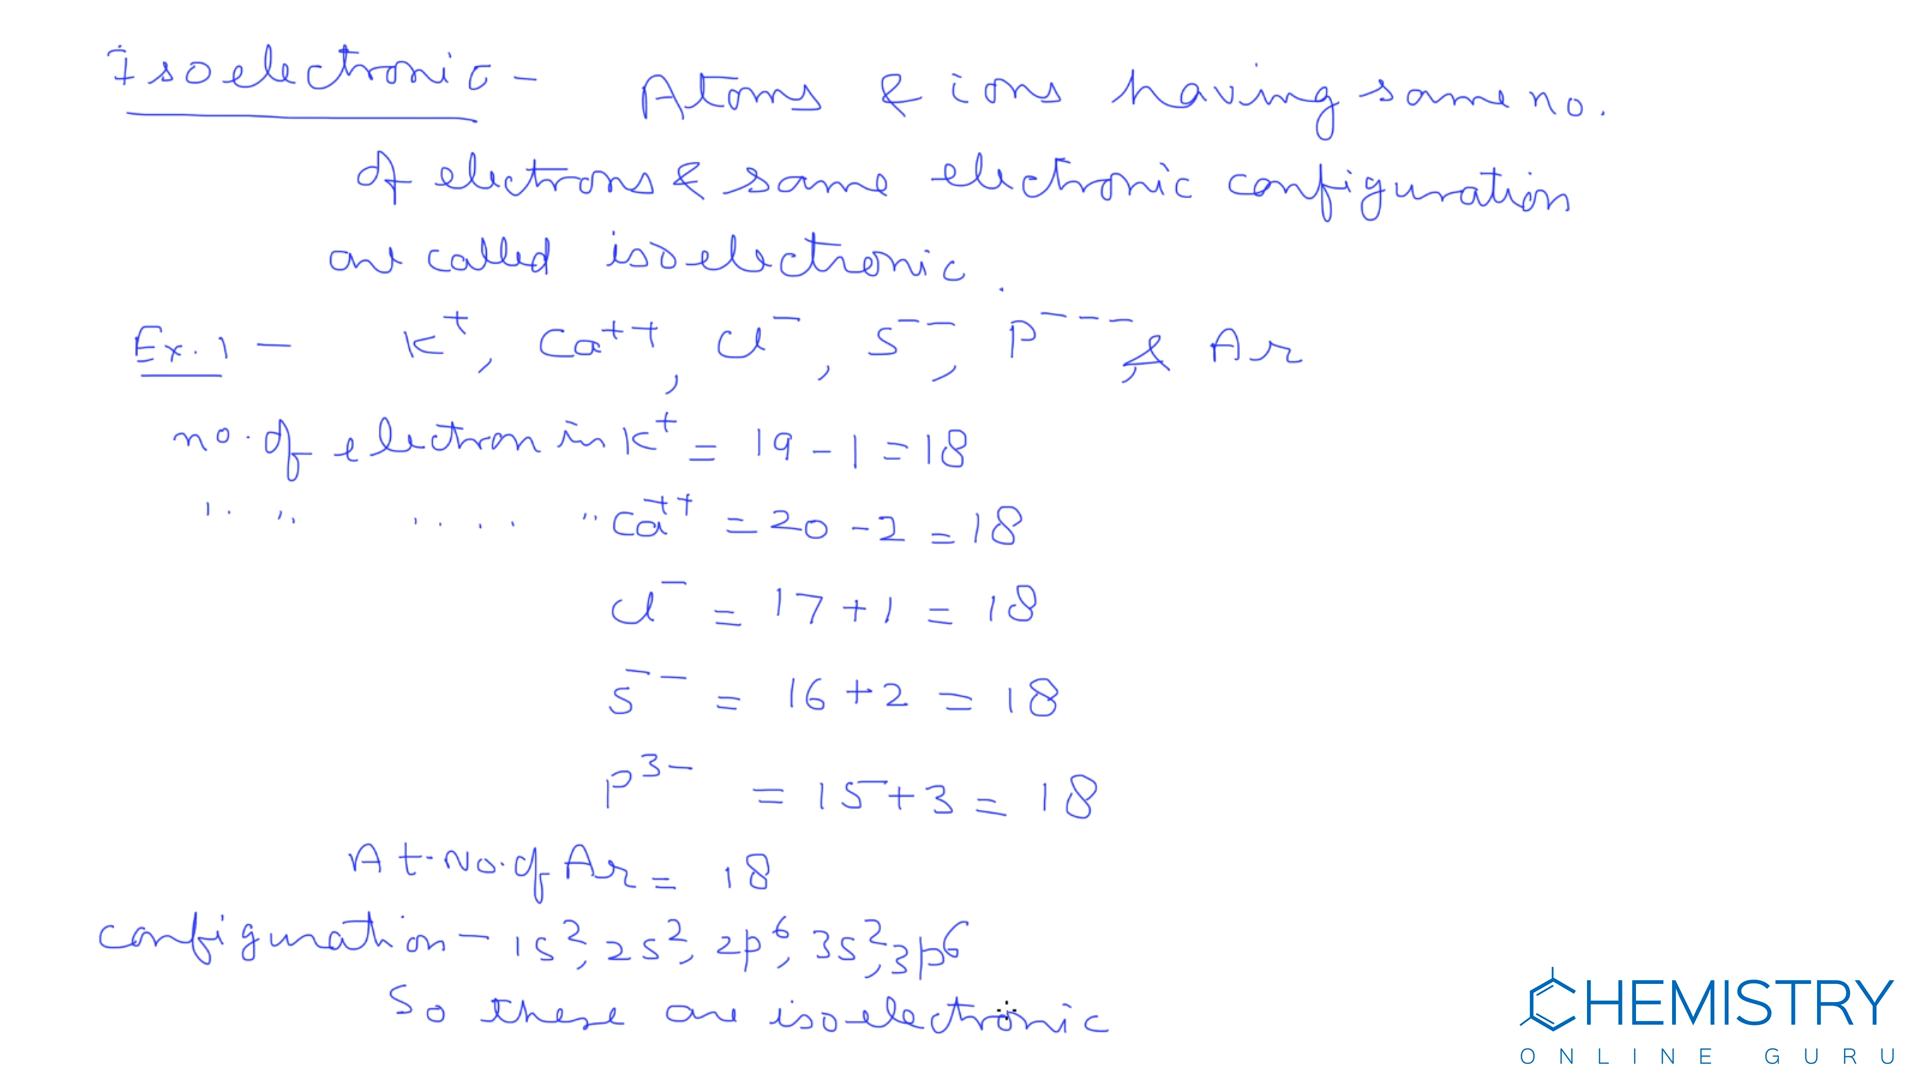 Isoelectronic - Atoms & ions having same no.
of electrons & same electronic configuration
are called isoelectronic.
Ex. 1 - K⁺, Ca⁺⁺, Cl⁻, S⁻⁻, P⁻⁻⁻, & Ar
no. of electron in K⁺ = 19 - 1 = 18
,, ,, ,, ,, Ca⁺⁺ = 20 - 2 = 18
Cl⁻ = 17 + 1 = 18
S⁻⁻ = 16 + 2 = 18
P³⁻ = 15 + 3 = 18
At. No. of Ar = 18
configuration - 1s², 2s², 2p⁶, 3s², 3p⁶
So these are isoelectronic
CHEMISTRY
ONLINE GURU